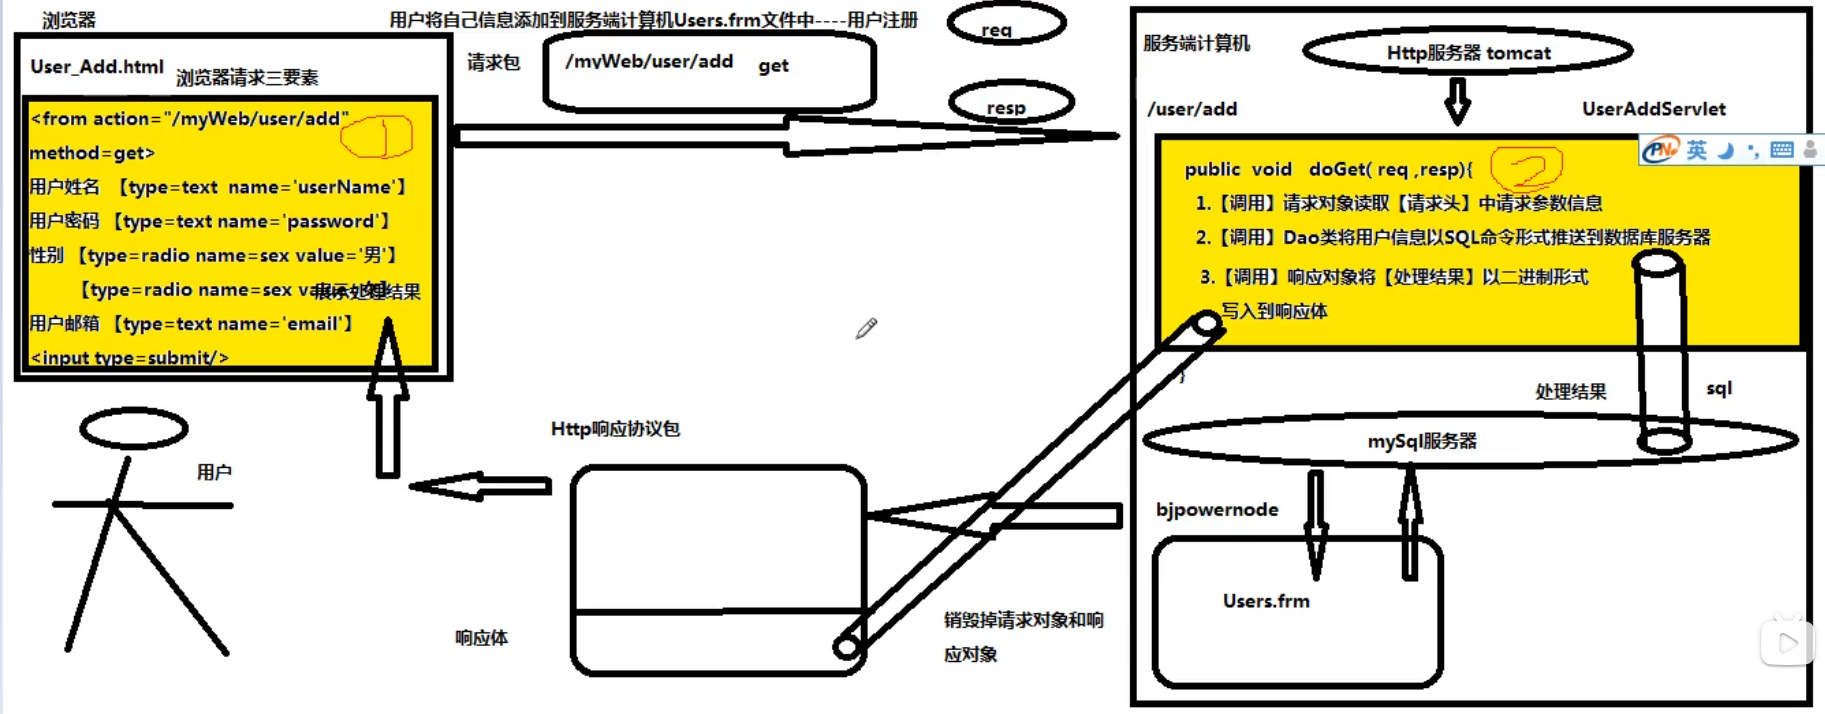 浏览器
用户将自己信息添加到服务端计算机Users.frm文件中----用户注册
User_Add.html
浏览器请求三要素
<from action="/myWeb/user/add"
method=get>
用户姓名 【type=text name='userName'】
用户密码 【type=text name='password'】
性别 【type=radio name=sex value='男'】
【type=radio name=sex
展示处理结果
用户邮箱 【type=text name='email'】
<input type=submit/>
1
用户
请求包
/myWeb/user/add get
req
resp
Http响应协议包
响应体
销毁掉请求对象和响
应对象
服务端计算机
Http服务器 tomcat
/user/add
UserAddServlet
英
public void doGet( req ,resp){
2
1.【调用】请求对象读取【请求头】中请求参数信息
2.【调用】Dao类将用户信息以SQL命令形式推送到数据库服务器
3.【调用】响应对象将【处理结果】以二进制形式
写入到响应体
}
处理结果
sql
mySql服务器
bjpowernode
Users.frm